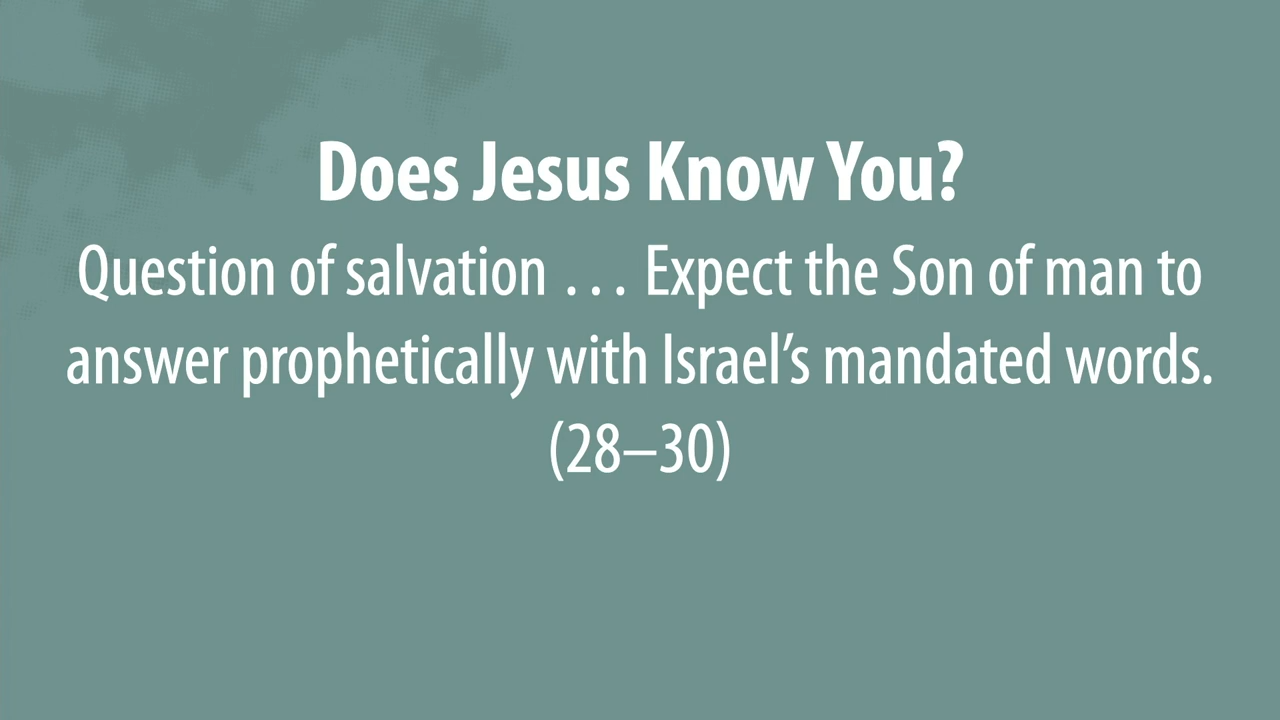 Does Jesus Know You?
Question of salvation . . . Expect the Son of man to
answer prophetically with Israel’s mandated words.
(28–30)